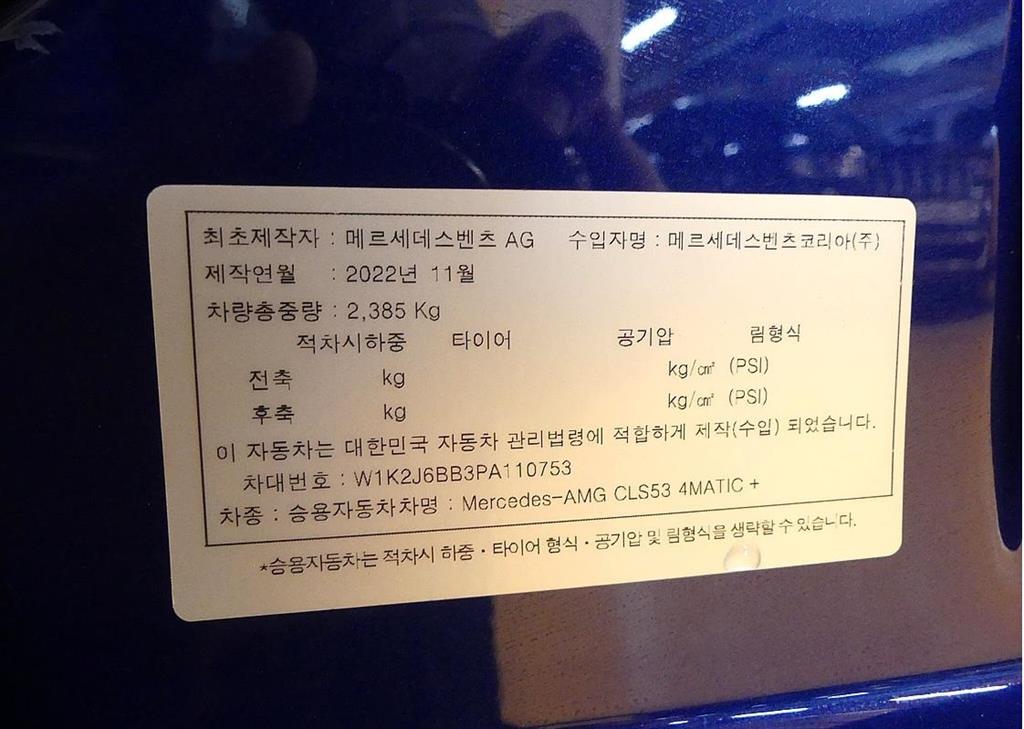 최초제작자 : 메르세데스벤츠 AG 수입자명 : 메르세데스벤츠코리아(주)
제작연월 : 2022년 11월
차량총중량 : 2,385 Kg
적차시하중 타이어 공기압 림형식
전축 kg kg/㎠ (PSI)
후축 kg kg/㎠ (PSI)
이 자동차는 대한민국 자동차 관리법령에 적합하게 제작(수입) 되었습니다.
차대번호 : W1K2J6BB3PA110753
차종 : 승용자동차차명 : Mercedes-AMG CLS53 4MATIC +
*승용자동차는 적차시 하중・타이어 형식・공기압 및 림형식을 생략할 수 있습니다.